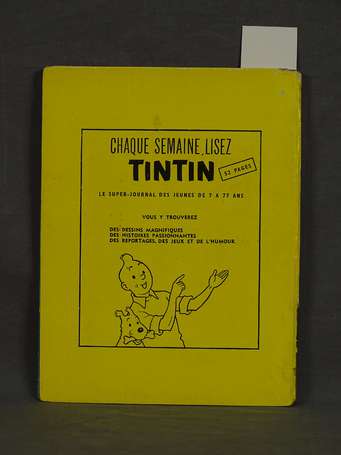 CHAQUE SEMAINE, LISEZ
TINTIN
52 PAGES
LE SUPER-JOURNAL DES JEUNES DE 7 A 77 ANS
VOUS Y TROUVEREZ
DES DESSINS MAGNIFIQUES
DES HISTOIRES PASSIONNANTES
DES REPORTAGES, DES JEUX ET DE L'HUMOUR